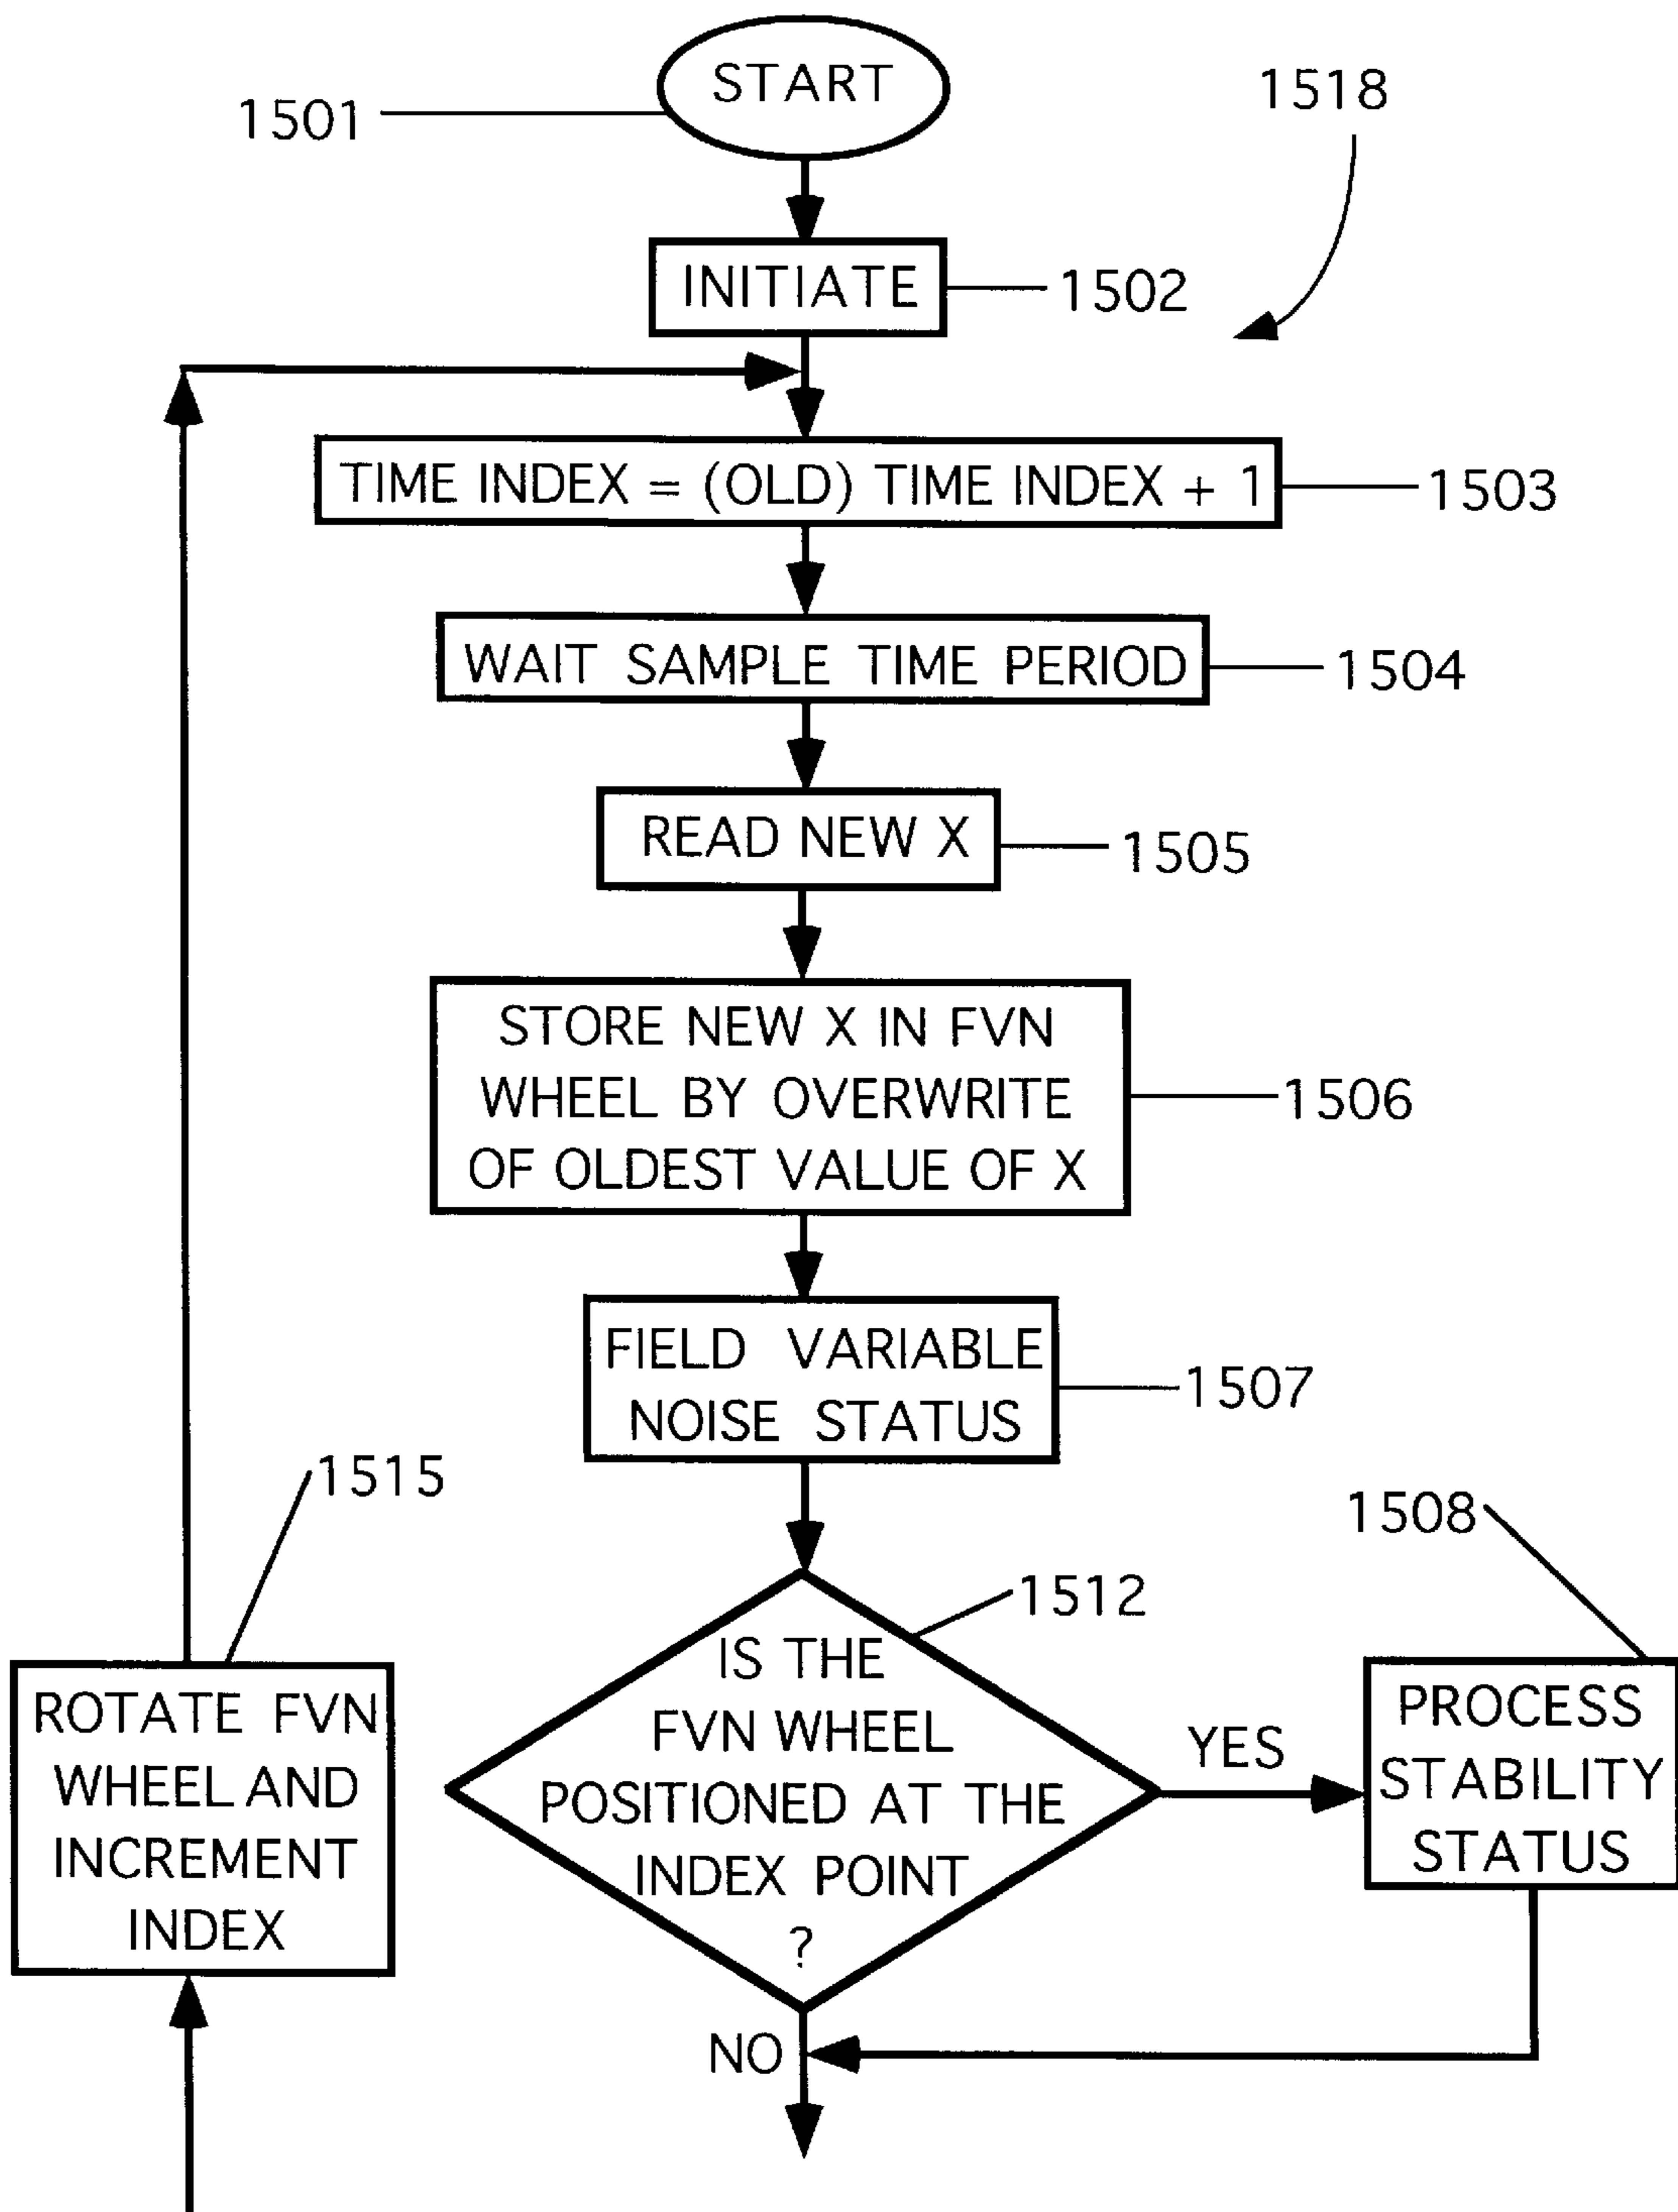 START
1501
1518
INITIATE
1502
TIME INDEX = (OLD) TIME INDEX + 1
1503
WAIT SAMPLE TIME PERIOD
1504
READ NEW X
1505
STORE NEW X IN FVN
WHEEL BY OVERWRITE
OF OLDEST VALUE OF X
1506
FIELD VARIABLE
NOISE STATUS
1507
1515
1508
1512
IS THE
FVN WHEEL
POSITIONED AT THE
INDEX POINT
?
YES
PROCESS
STABILITY
STATUS
ROTATE FVN
WHEEL AND
INCREMENT
INDEX
NO